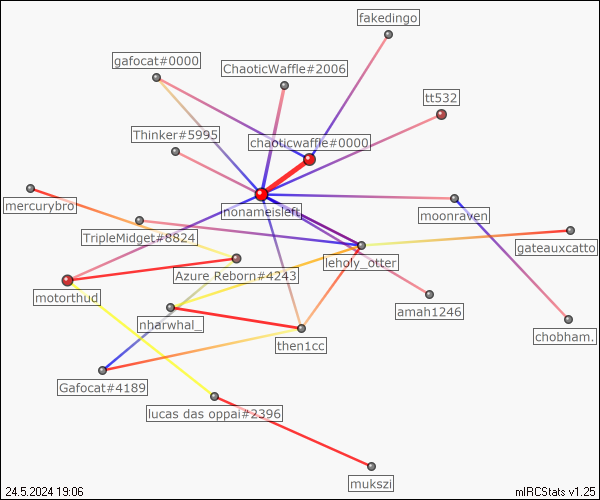 fakedingo
gafocat#0000
ChaoticWaffle#2006
tt532
Thinker#5995
chaoticwaffle#0000
mercurybro
nonameisleft
moonraven
TripleMidget#8824
gateauxcatto
leholy_otter
Azure Reborn#4243
motorthud
amah1246
nharwhal_
chobham.
then1cc
Gafocat#4189
lucas das oppai#2396
mukszi
24.5.2024 19:06
mIRCStats v1.25